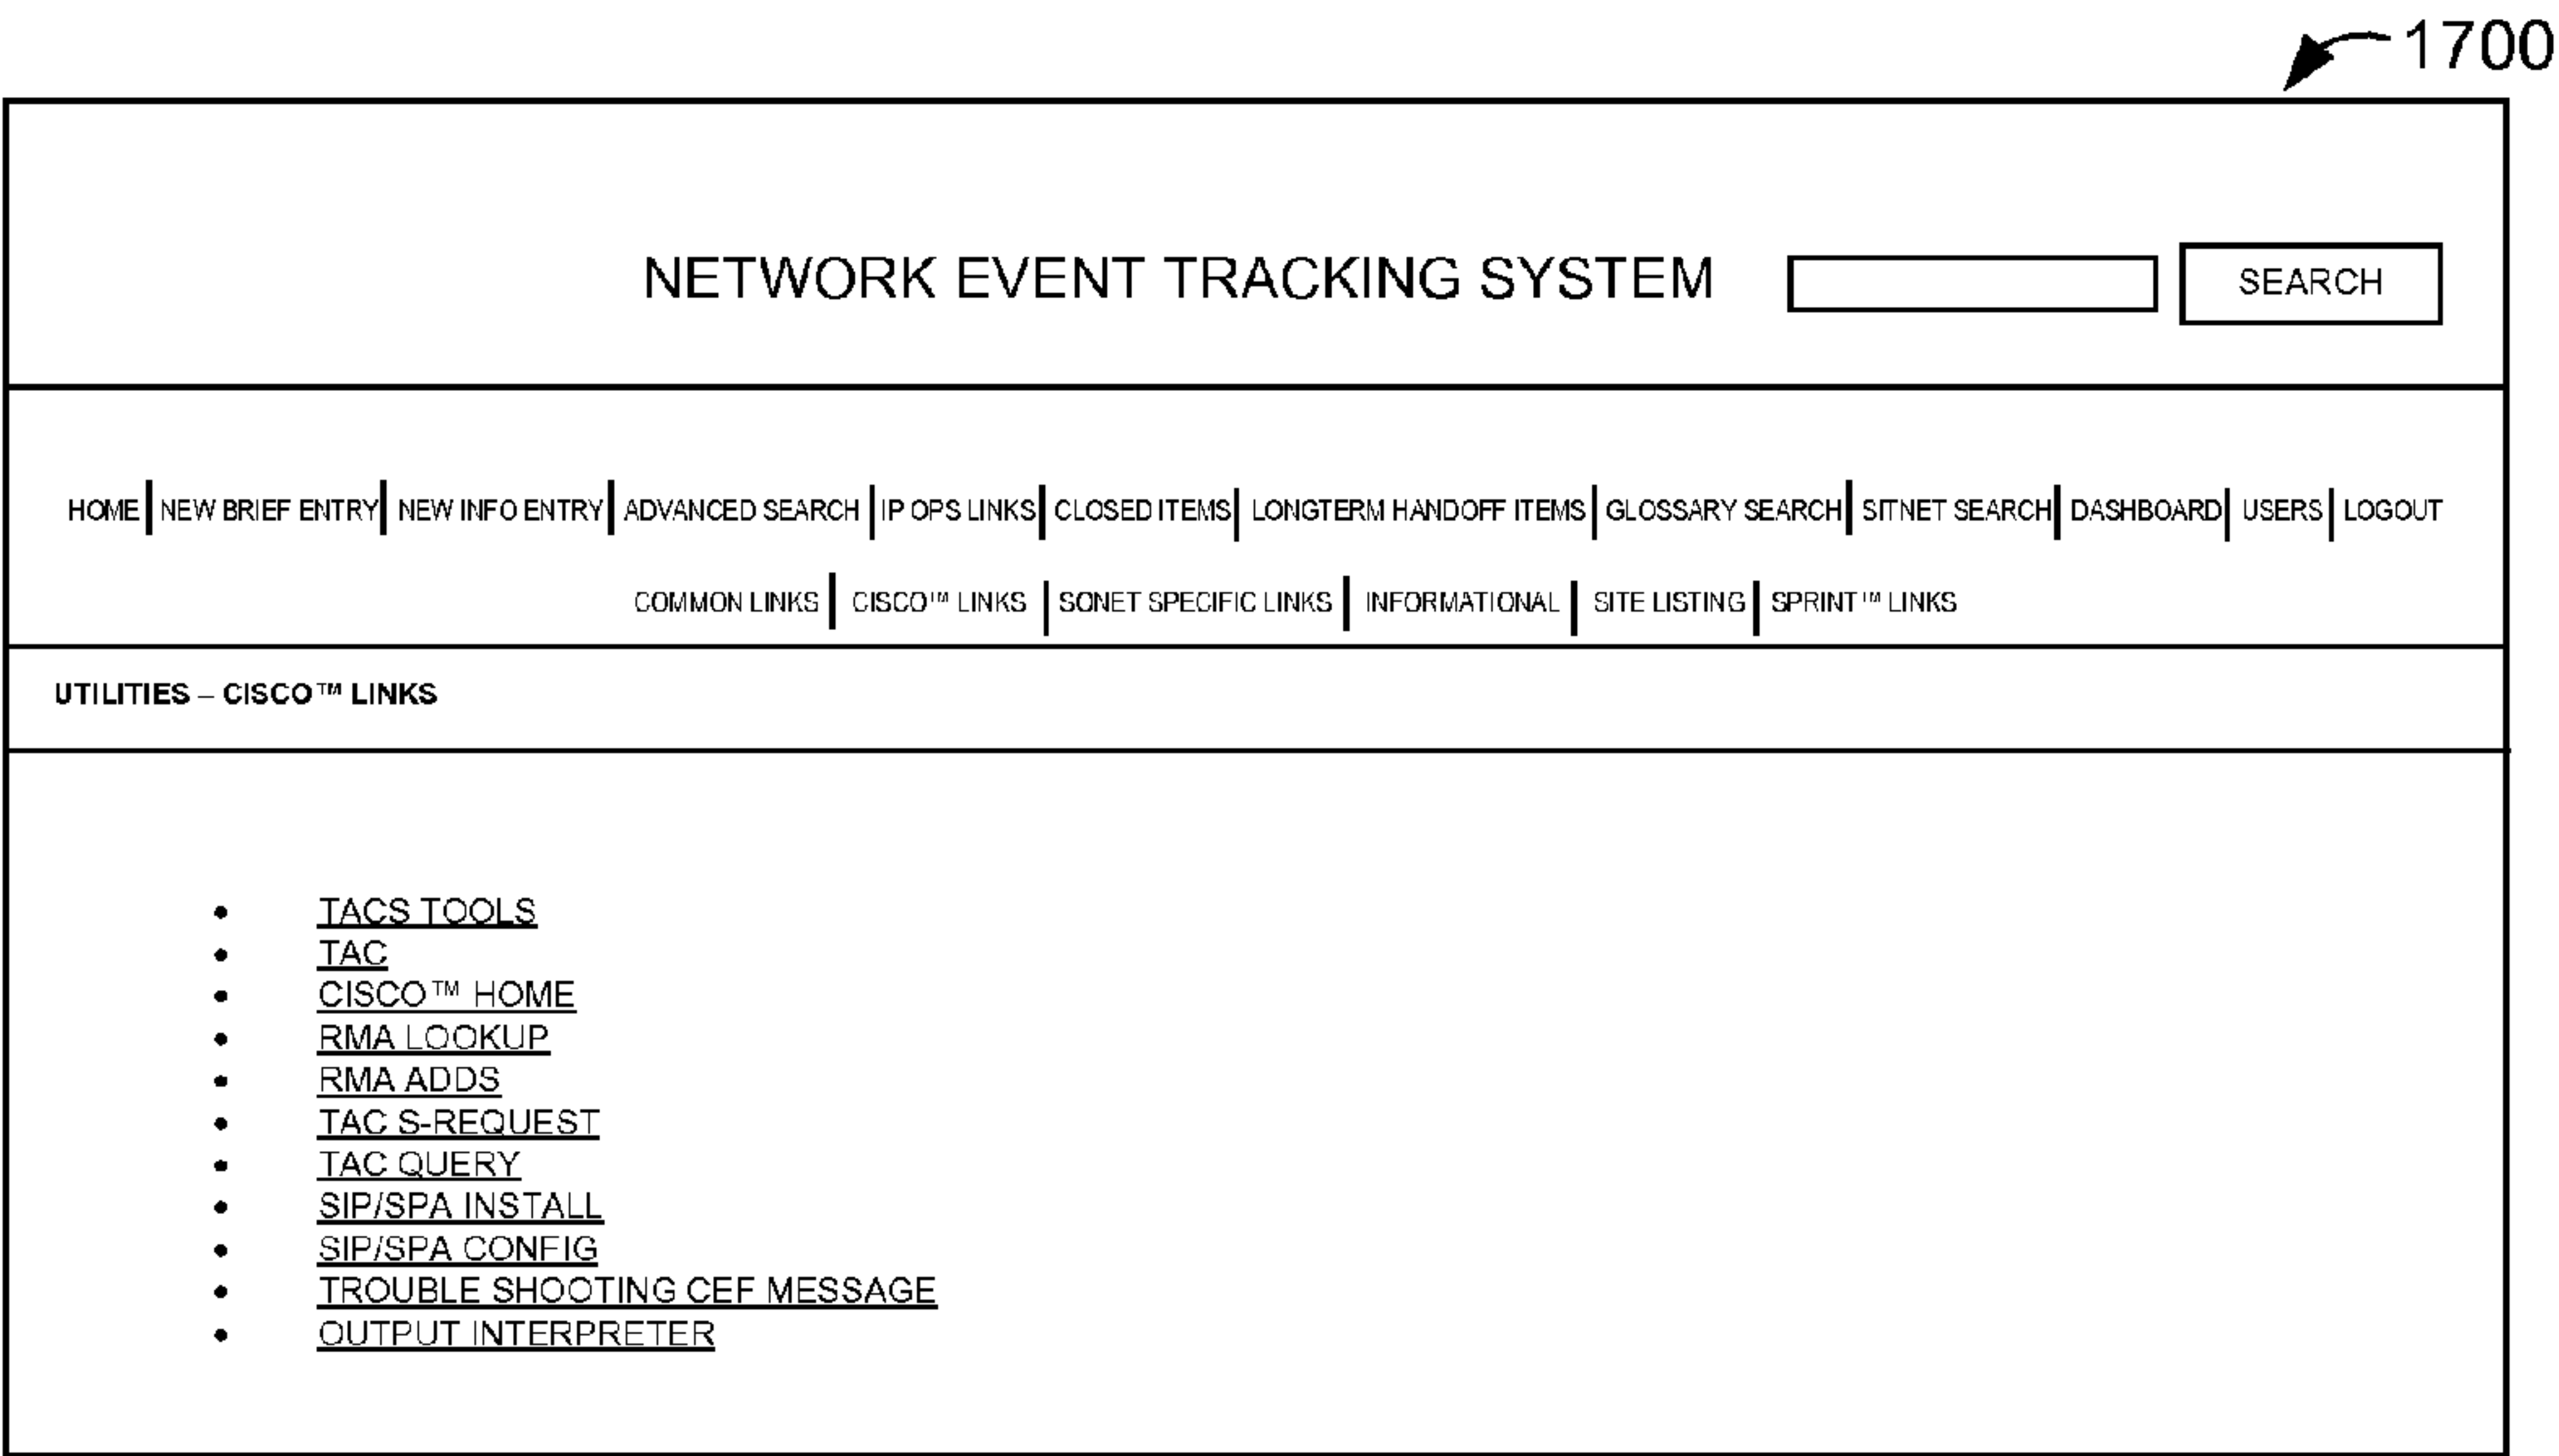 1700
NETWORK EVENT TRACKING SYSTEM SEARCH
HOME NEW BRIEF ENTRY NEW INFO ENTRY ADVANCED SEARCH IP OPS LINKS CLOSED ITEMS LONGTERM HANDOFF ITEMS GLOSSARY SEARCH SITNET SEARCH DASHBOARD USERS LOGOUT
COMMON LINKS CISCO™ LINKS SONET SPECIFIC LINKS INFORMATIONAL SITE LISTING SPRINT™ LINKS
UTILITIES – CISCO™ LINKS
• TACS TOOLS
• TAC
• CISCO™ HOME
• RMA LOOKUP
• RMA ADDS
• TAC S-REQUEST
• TAC QUERY
• SIP/SPA INSTALL
• SIP/SPA CONFIG
• TROUBLE SHOOTING CEF MESSAGE
• OUTPUT INTERPRETER